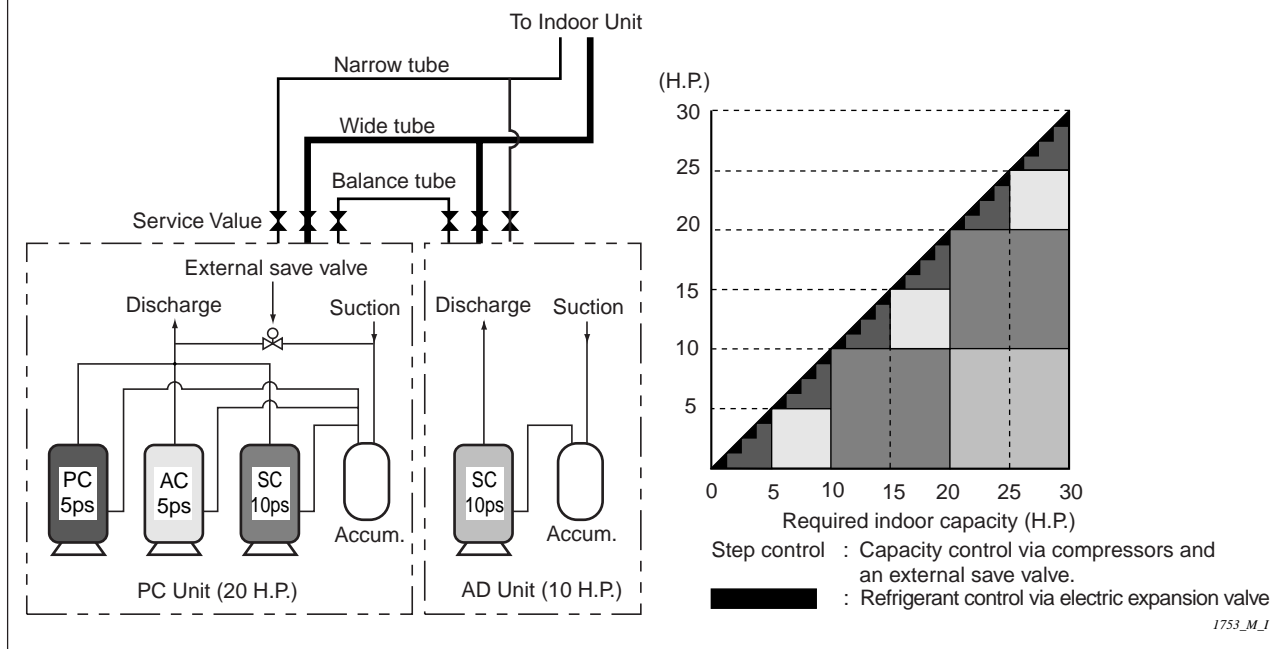 To Indoor Unit
Narrow tube
Wide tube
Balance tube
Service Value
External save valve
Discharge
Suction
PC
5ps
AC
5ps
SC
10ps
Accum.
PC Unit (20 H.P.)
Discharge
Suction
SC
10ps
Accum.
AD Unit (10 H.P.)
(H.P.)
30
25
20
15
10
5
0 5 10 15 20 25 30
Required indoor capacity (H.P.)
Step control : Capacity control via compressors and
an external save valve.
: Refrigerant control via electric expansion valve
1753_M_I